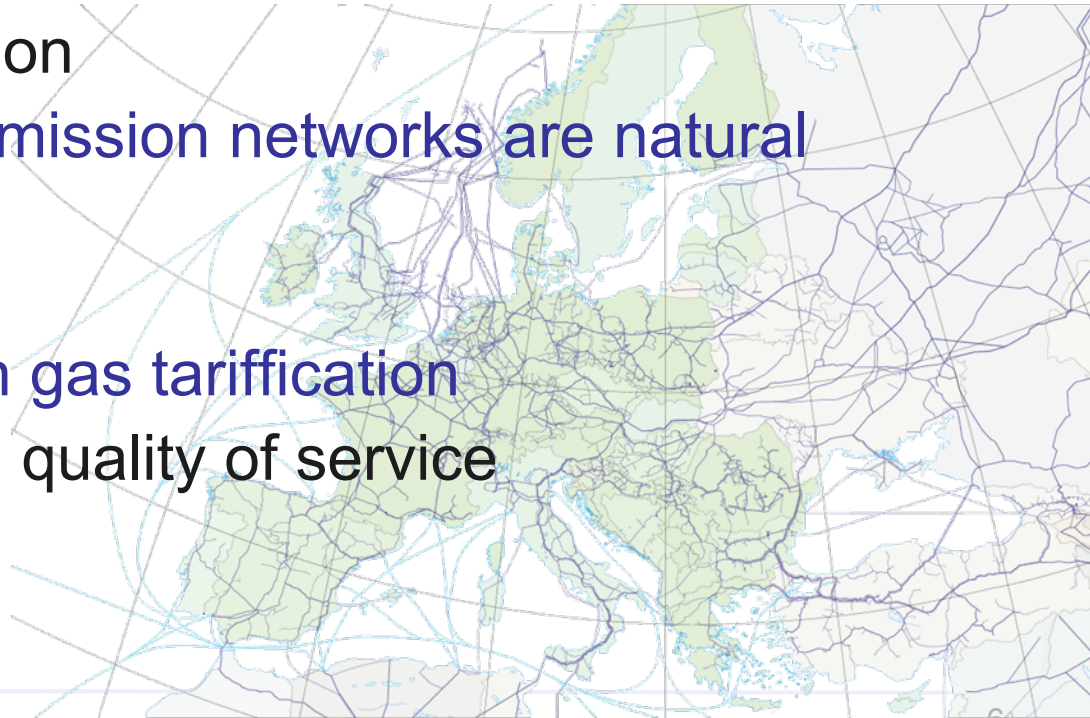 on
mission networks are natural
gas tariffication
quality of service